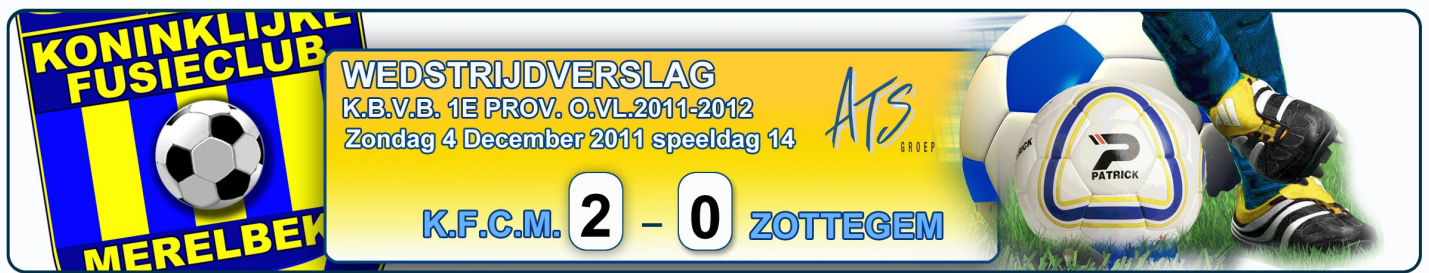 KONINKLIJKE
FUSIECLUB
MERELBEK
WEDSTRIJDVERSLAG
K.B.V.B. 1E PROV. O.VL.2011-2012
Zondag 4 December 2011 speeldag 14
ATS
GROEP
K.F.C.M. 2 – 0 ZOTTEGEM
PATRICK